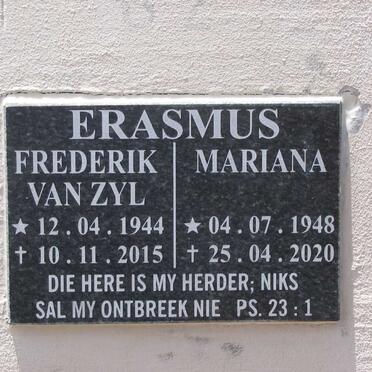 ERASMUS
FREDERIK VAN ZYL
★ 12 . 04 . 1944
✝ 10 . 11 . 2015
MARIANA
★ 04 . 07 . 1948
✝ 25 . 04 . 2020
DIE HERE IS MY HERDER; NIKS
SAL MY ONTBREEK NIE PS. 23 : 1